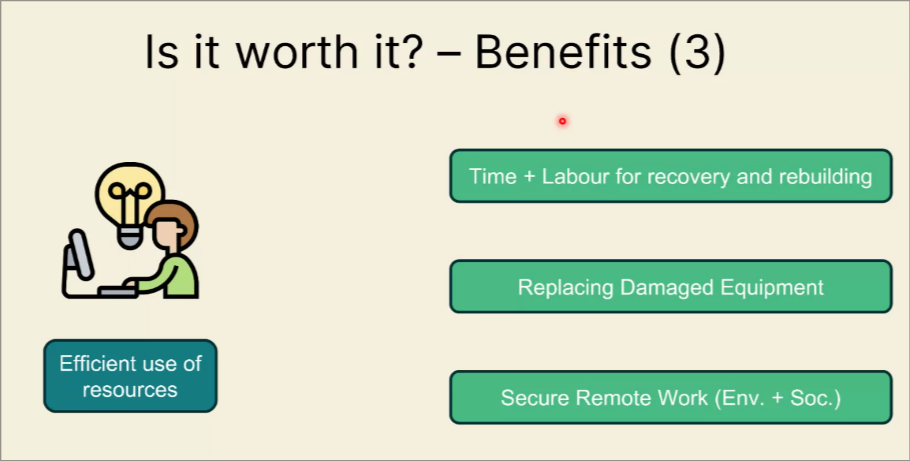 Is it worth it? – Benefits (3)
Time + Labour for recovery and rebuilding
Replacing Damaged Equipment
Efficient use of
resources
Secure Remote Work (Env. + Soc.)